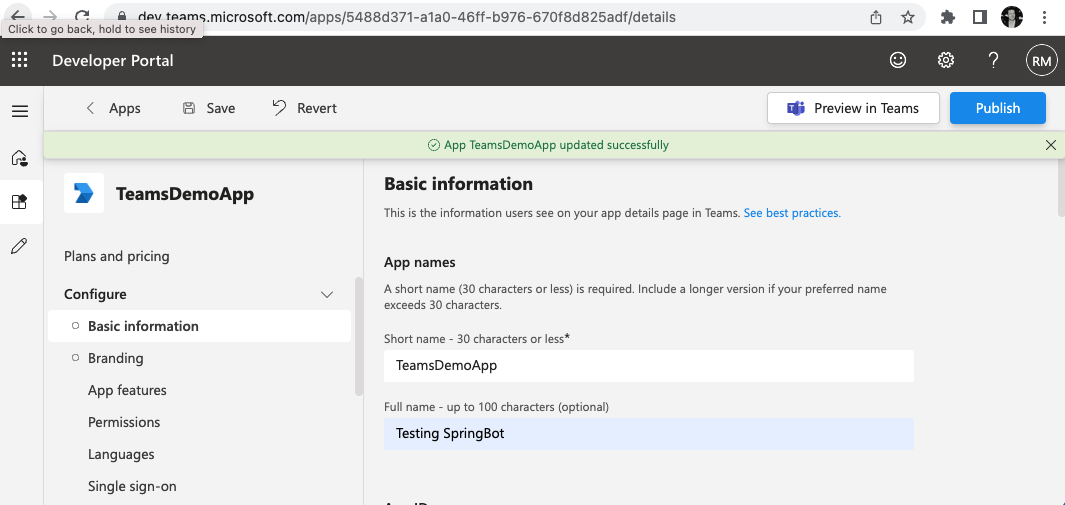 dev.teams.microsoft.com/apps/5488d371-a1a0-46ff-b976-670f8d825adf/details
Click to go back, hold to see history
Developer Portal
RM
Apps
Save
Revert
Preview in Teams
Publish
App TeamsDemoApp updated successfully
TeamsDemoApp
Plans and pricing
Configure
Basic information
Branding
App features
Permissions
Languages
Single sign-on
Basic information
This is the information users see on your app details page in Teams. See best practices.
App names
A short name (30 characters or less) is required. Include a longer version if your preferred name
exceeds 30 characters.
Short name - 30 characters or less*
TeamsDemoApp
Full name - up to 100 characters (optional)
Testing SpringBot